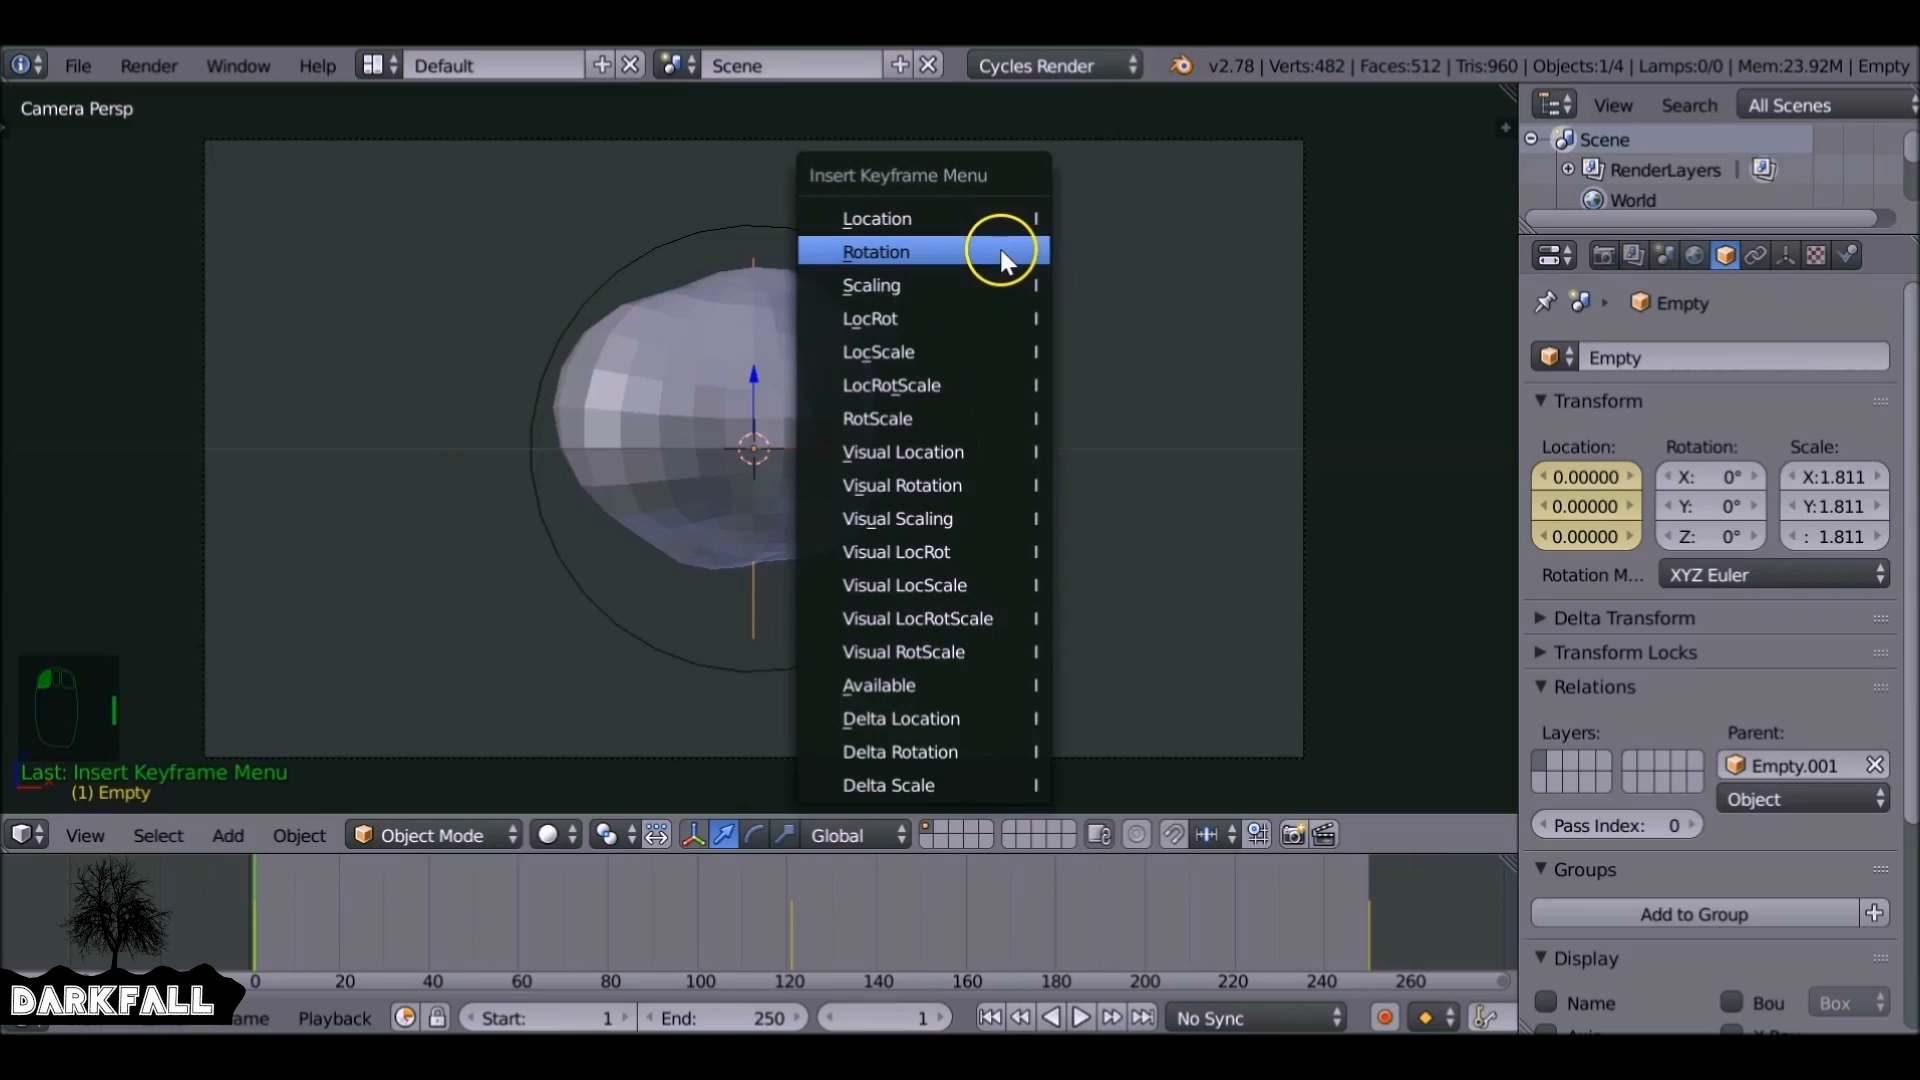 File Render Window Help Default Scene Cycles Render v2.78 | Verts:482 | Faces:512 | Tris:960 | Objects:1/4 | Lamps:0/0 | Mem:23.92M | Empty
Camera Persp
View Search All Scenes
Scene
RenderLayers |
World
Insert Keyframe Menu
Location I
Rotation
Scaling I
LocRot I
LocScale I
LocRotScale I
RotScale I
Visual Location I
Visual Rotation I
Visual Scaling I
Visual LocRot I
Visual LocScale I
Visual LocRotScale I
Visual RotScale I
Available I
Delta Location I
Delta Rotation I
Delta Scale I
Empty
Empty
Transform
Location: Rotation: Scale:
0.00000 X: 0° X:1.811
0.00000 Y: 0° Y:1.811
0.00000 Z: 0° : 1.811
Rotation M... XYZ Euler
Delta Transform
Transform Locks
Relations
Layers: Parent:
Empty.001
Object
Pass Index: 0
Groups
Add to Group
Display
Name Bou Box
I
Last: Insert Keyframe Menu
(1) Empty
View Select Add Object Object Mode Global
0 20 40 60 80 100 120 140 160 180 200 220 240 260
DARKFALL
ame Playback Start: 1 End: 250 1 No Sync